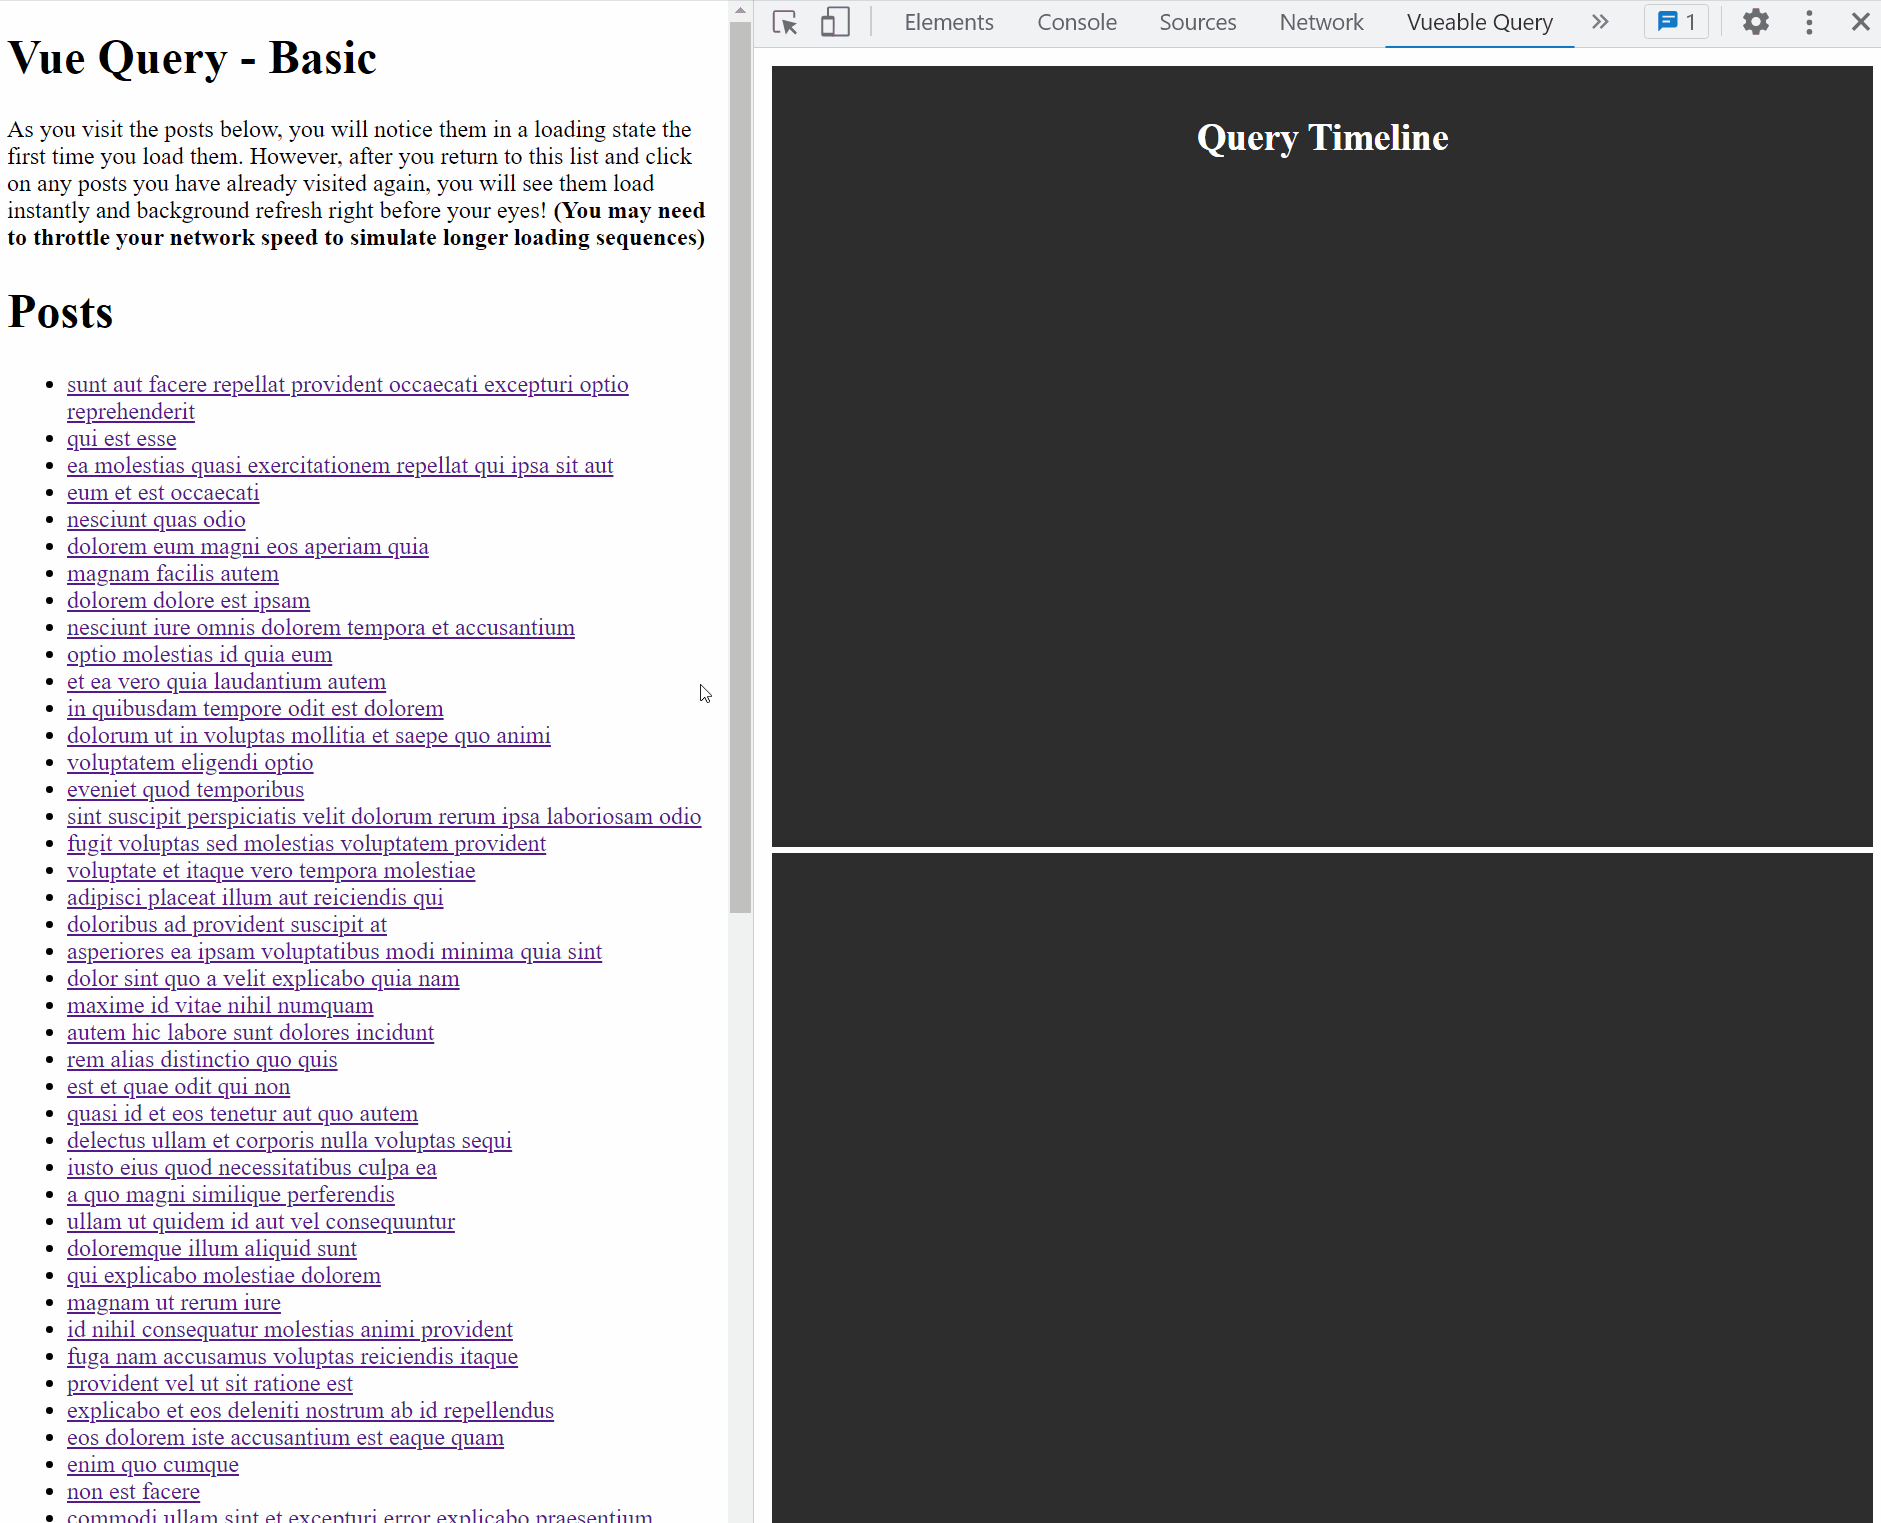 Vue Query - Basic
As you visit the posts below, you will notice them in a loading state the
first time you load them. However, after you return to this list and click
on any posts you have already visited again, you will see them load
instantly and background refresh right before your eyes! (You may need
to throttle your network speed to simulate longer loading sequences)
Posts
sunt aut facere repellat provident occaecati excepturi optio
reprehenderit
qui est esse
ea molestias quasi exercitationem repellat qui ipsa sit aut
eum et est occaecati
nesciunt quas odio
dolorem eum magni eos aperiam quia
magnam facilis autem
dolorem dolore est ipsam
nesciunt iure omnis dolorem tempora et accusantium
optio molestias id quia eum
et ea vero quia laudantium autem
in quibusdam tempore odit est dolorem
dolorum ut in voluptas mollitia et saepe quo animi
voluptatem eligendi optio
eveniet quod temporibus
sint suscipit perspiciatis velit dolorum rerum ipsa laboriosam odio
fugit voluptas sed molestias voluptatem provident
voluptate et itaque vero tempora molestiae
adipisci placeat illum aut reiciendis qui
doloribus ad provident suscipit at
asperiores ea ipsam voluptatibus modi minima quia sint
dolor sint quo a velit explicabo quia nam
maxime id vitae nihil numquam
autem hic labore sunt dolores incidunt
rem alias distinctio quo quis
est et quae odit qui non
quasi id et eos tenetur aut quo autem
delectus ullam et corporis nulla voluptas sequi
iusto eius quod necessitatibus culpa ea
a quo magni similique perferendis
ullam ut quidem id aut vel consequuntur
doloremque illum aliquid sunt
qui explicabo molestiae dolorem
magnam ut rerum iure
id nihil consequatur molestias animi provident
fuga nam accusamus voluptas reiciendis itaque
provident vel ut sit ratione est
explicabo et eos deleniti nostrum ab id repellendus
eos dolorem iste accusantium est eaque quam
enim quo cumque
non est facere
commodi ullam sint et excepturi error explicabo praesentium
Elements Console Sources Network Vueable Query » 1
Query Timeline